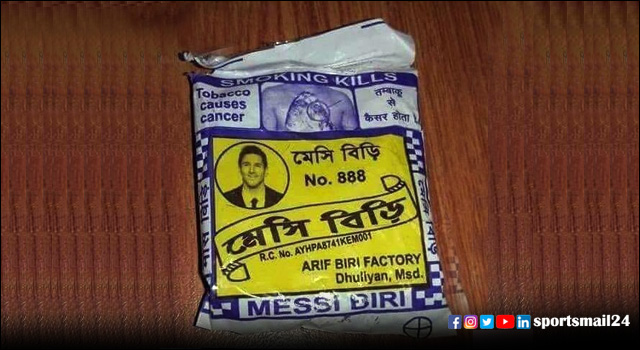 SMOKING KILLS
Tobacco
causes
cancer
तम्बाकू
से
कैंसर होता
মেসি বিড়ি
No. 888
মেসি বিড়ি
R.C. No. AYHPA8741KEM001
ARIF BIRI FACTORY
Dhuliyan, Msd.
MESSI BIRI
sportsmail24